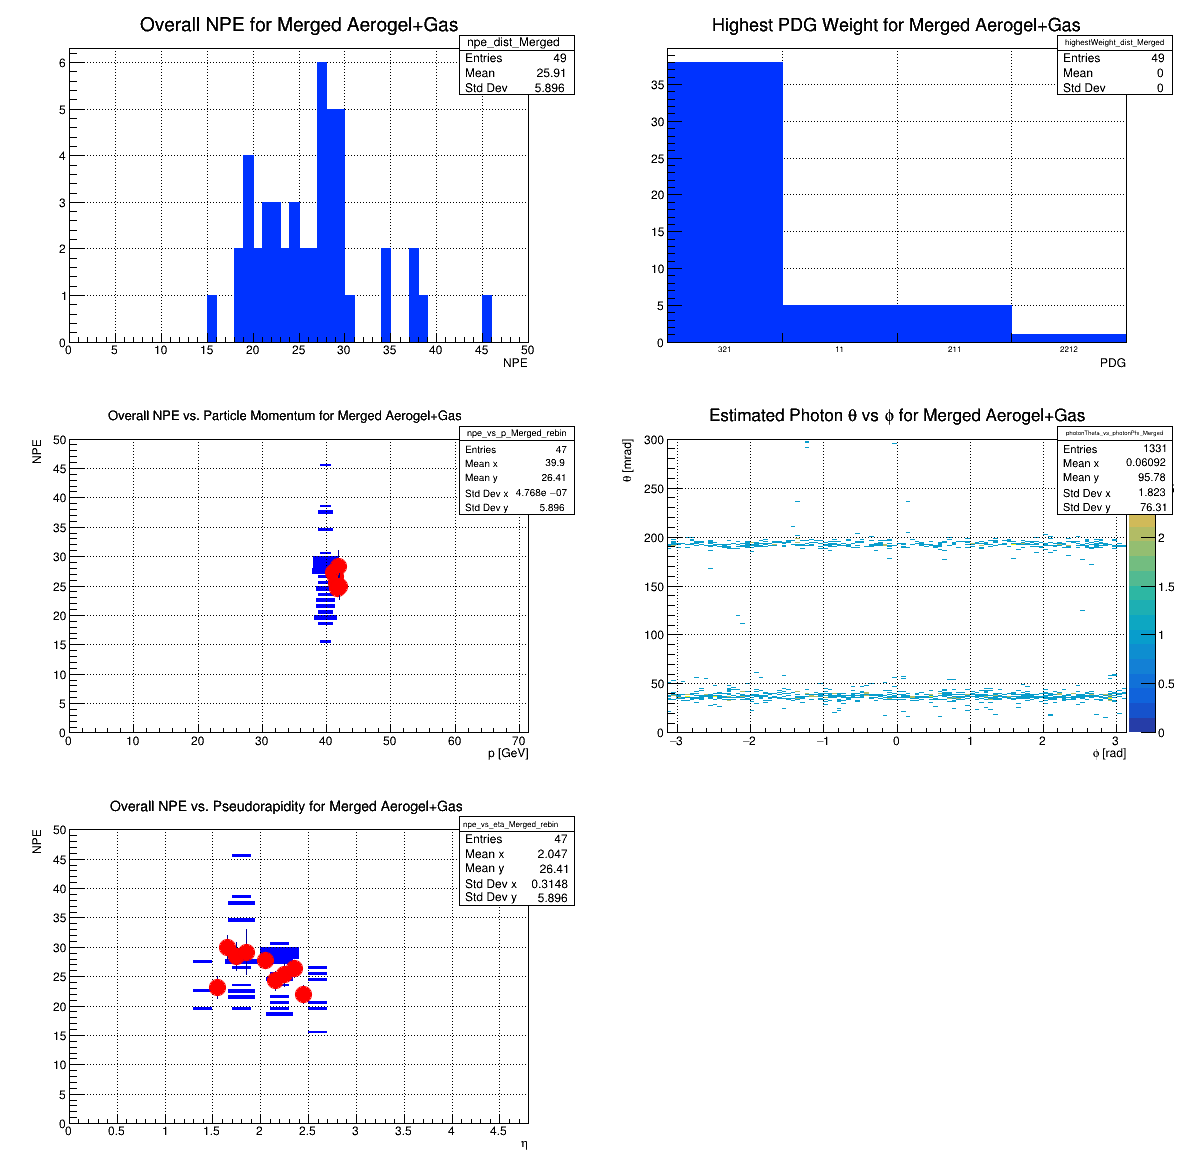 Overall NPE for Merged Aerogel+Gas
npe_dist_Merged
Entries 49
Mean 25.91
Std Dev 5.896
6
5
4
3
2
1
0
0 5 10 15 20 25 30 35 40 45 50
NPE
Highest PDG Weight for Merged Aerogel+Gas
highestWeight_dist_Merged
Entries 49
Mean 0
Std Dev 0
35
30
25
20
15
10
5
0
321 11 211 2212
PDG
Overall NPE vs. Particle Momentum for Merged Aerogel+Gas
npe_vs_p_Merged_rebin
Entries 47
Mean x 39.9
Mean y 26.41
Std Dev x 4.768e −07
Std Dev y 5.896
NPE
50
45
40
35
30
25
20
15
10
5
0
0 10 20 30 40 50 60 70
p [GeV]
Estimated Photon θ vs ϕ for Merged Aerogel+Gas
photonTheta_vs_photonPhi_Merged
Entries 1331
Mean x 0.06092
Mean y 95.78
Std Dev x 1.823
Std Dev y 76.31
θ [mrad]
300
250
200
150
100
50
0
−3 −2 −1 0 1 2 3
ϕ [rad]
2
1.5
1
0.5
0
Overall NPE vs. Pseudorapidity for Merged Aerogel+Gas
npe_vs_eta_Merged_rebin
Entries 47
Mean x 2.047
Mean y 26.41
Std Dev x 0.3148
Std Dev y 5.896
NPE
50
45
40
35
30
25
20
15
10
5
0
0 0.5 1 1.5 2 2.5 3 3.5 4 4.5
η